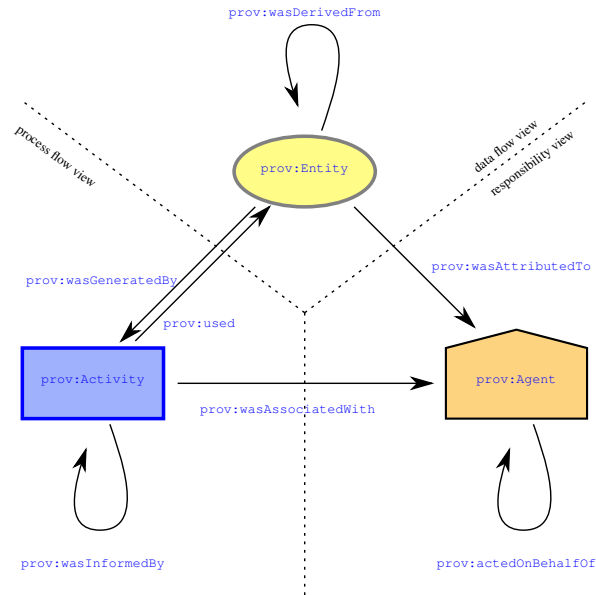 prov:wasDerivedFrom
process flow view
data flow view
responsibility view
prov:Entity
prov:wasGeneratedBy
prov:wasAttributedTo
prov:used
prov:Activity
prov:Agent
prov:wasAssociatedWith
prov:wasInformedBy
prov:actedOnBehalfOf